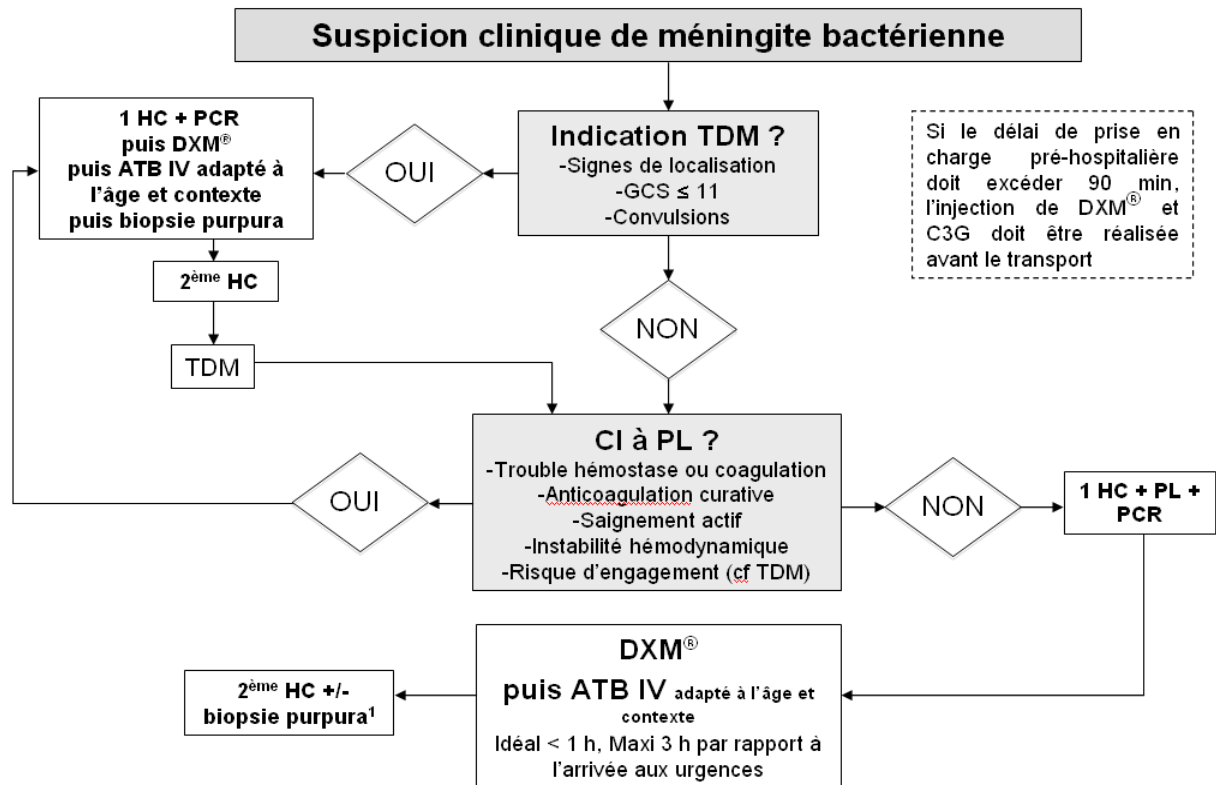 Suspicion clinique de méningite bactérienne
1 HC + PCR
puis DXM®
puis ATB IV adapté à
l'âge et contexte
puis biopsie purpura
OUI
Indication TDM ?
-Signes de localisation
-GCS ≤ 11
-Convulsions
Si le délai de prise en
charge pré-hospitalière
doit excéder 90 min,
l'injection de DXM® et
C3G doit être réalisée
avant le transport
2ème HC
NON
TDM
CI à PL ?
-Trouble hémostase ou coagulation
-Anticoagulation curative
-Saignement actif
-Instabilité hémodynamique
-Risque d'engagement (cf TDM)
OUI
NON
1 HC + PL +
PCR
DXM®
puis ATB IV adapté à l'âge et
contexte
Idéal < 1 h, Maxi 3 h par rapport à
l'arrivée aux urgences
2ème HC +/-
biopsie purpura1